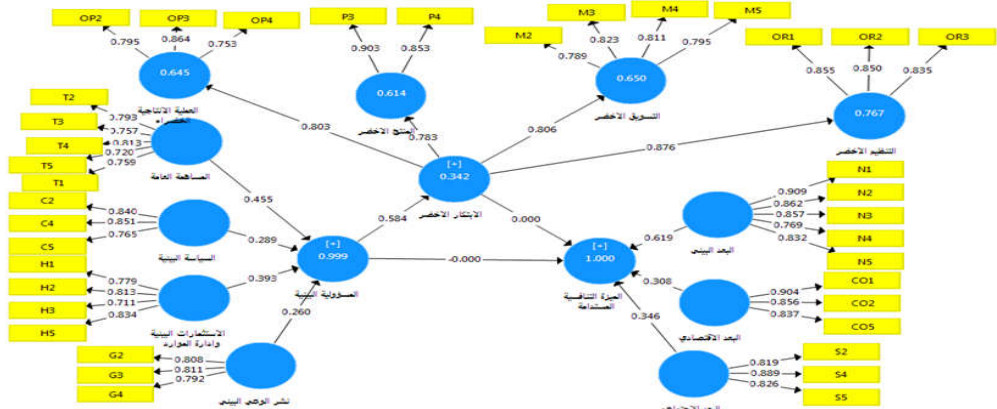 OP2
OP3
OP4
0.795
0.864
0.753
0.645
العملية الانتاجية
الخضراء
P3
P4
0.903
0.853
0.614
المنتج الاخضر
M2
M3
M4
M5
0.789
0.823
0.811
0.795
0.650
التسويق الاخضر
OR1
OR2
OR3
0.855
0.850
0.835
0.767
التنظيم الاخضر
T2
T3
T4
T5
T1
0.793
0.757
0.813
0.720
0.759
المساهمة العامة
C2
C4
C5
0.840
0.851
0.765
السياسة البيئية
H1
H2
H3
H5
0.779
0.813
0.711
0.834
الاستثمارات البيئية
وادارة الموارد
G2
G3
G4
0.808
0.811
0.792
نشر الوعي البيئي
0.455
0.289
0.393
0.260
[+]
0.999
المسؤولية البيئية
0.584
-0.000
[+]
0.342
الابتكار الاخضر
0.803
0.783
0.806
0.876
0.000
[+]
1.000
الميزة التنافسية
المستدامة
0.619
0.308
0.346
N1
N2
N3
N4
N5
0.909
0.862
0.857
0.769
0.832
البعد البيئي
CO1
CO2
CO5
0.904
0.856
0.837
البعد الاقتصادي
S2
S4
S5
0.819
0.889
0.826